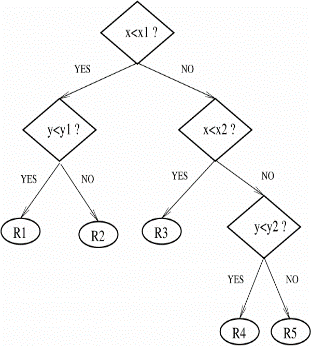 x<x1 ?
YES NO
y<y1 ? x<x2 ?
YES NO YES NO
R1 R2 R3 y<y2 ?
YES NO
R4 R5